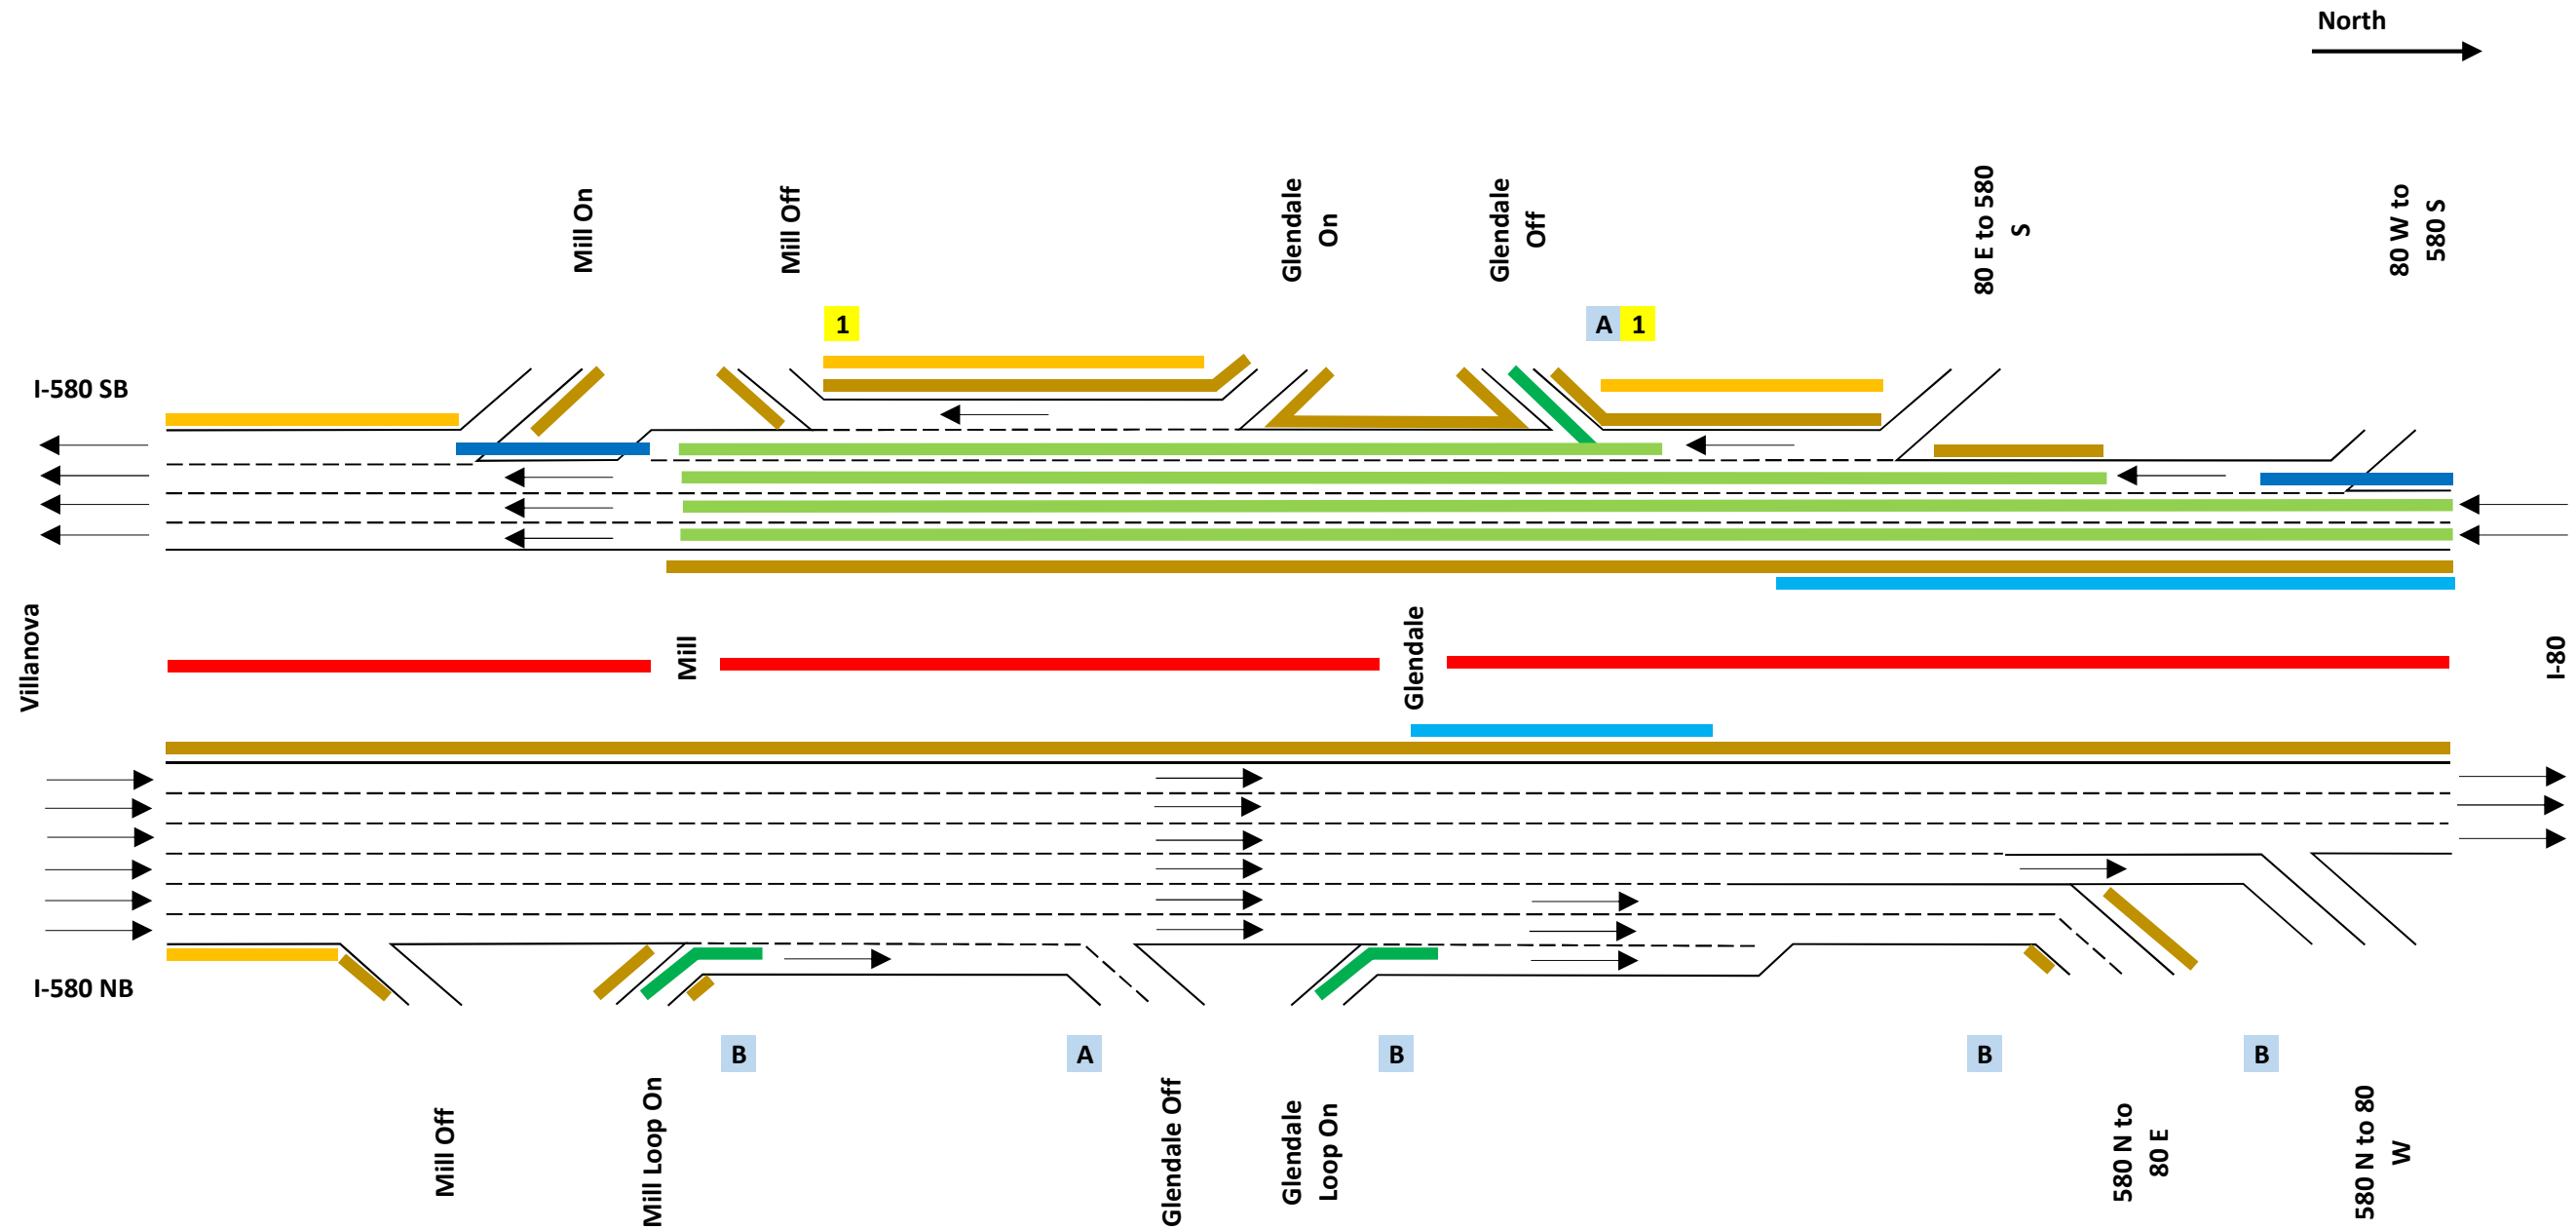 North
Mill On
Mill Off
Glendale
On
Glendale
Off
80 E to 580
S
80 W to
580 S
1
A 1
I-580 SB
Villanova
Mill
Glendale
I-80
I-580 NB
B
A
B
B
B
Mill Off
Mill Loop On
Glendale Off
Glendale
Loop On
580 N to
80 E
580 N to 80
W